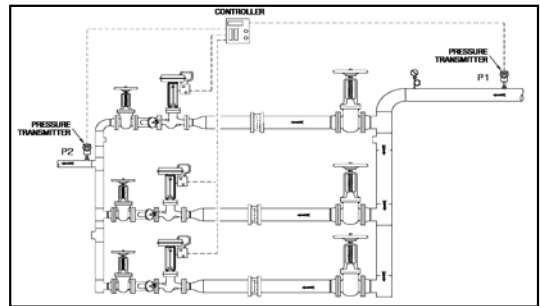 CONTROLLER
PRESSURE
TRANSMITTER
P1
PRESSURE
TRANSMITTER
P2